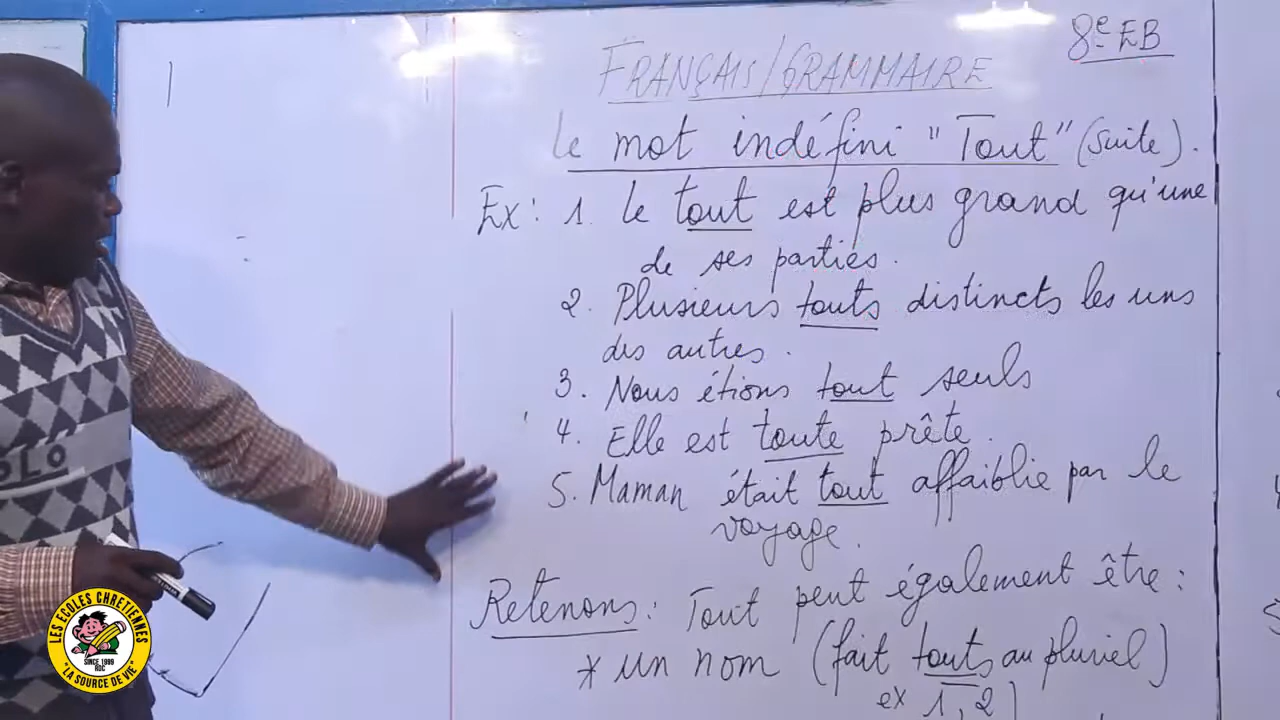 8e EB
FRANÇAIS/GRAMMAIRE
Le mot indéfini "Tout" (suite).
Ex: 1. Le tout est plus grand qu'une
de ses parties.
2. Plusieurs touts distincts les uns
des autres.
3. Nous étions tout seuls
4. Elle est toute prête.
5. Maman était tout affaiblie par le
voyage.
Retenons: Tout peut également être:
* un nom (fait touts au pluriel)
ex 1, 2)
OLO
LES ECOLES CHRETIENNES
SINCE 1999
RDC
"LA SOURCE DE VIE"